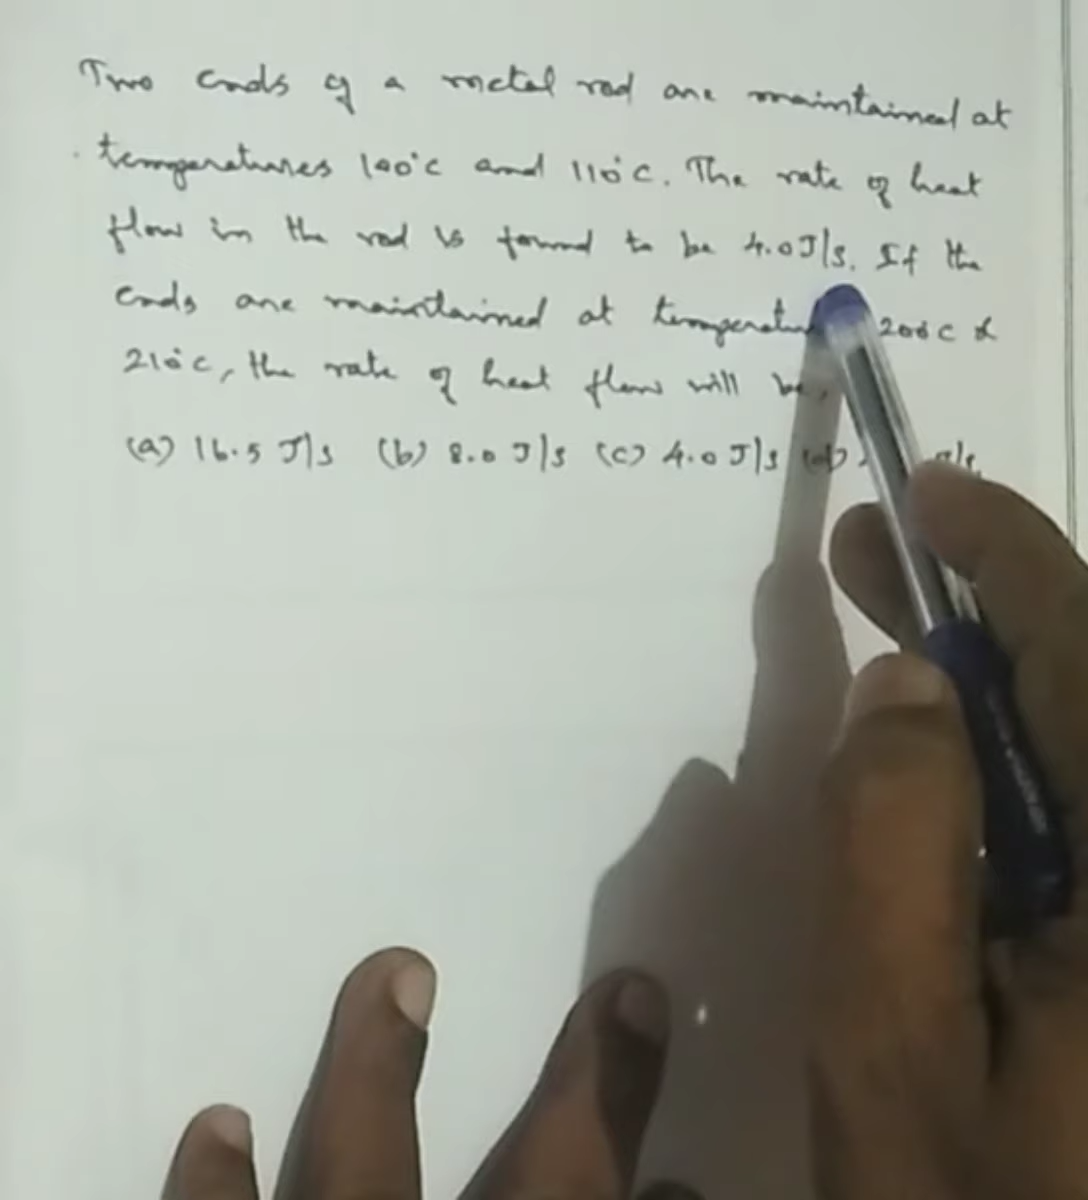 Two ends of a metal rod are maintained at
temperatures 100°C and 110°C. The rate of heat
flow in the rod is found to be 4.0J/s. If the
ends are maintained at 200°C &
210°C, the rate of heat flow will be,
(a) 16.5 J/s (b) 8.0 J/s (c) 4.0 J/s (d)